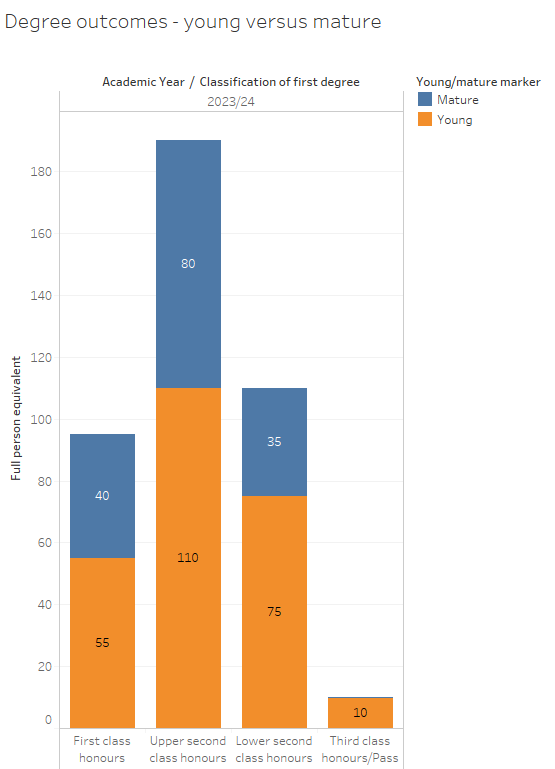 Degree outcomes - young versus mature
Academic Year / Classification of first degree
2023/24
Young/mature marker
Mature
Young
Full person equivalent
180
160
140
120
100
80
60
40
20
0
80
40
35
110
55
75
10
First class
honours
Upper second
class honours
Lower second
class honours
Third class
honours/Pass